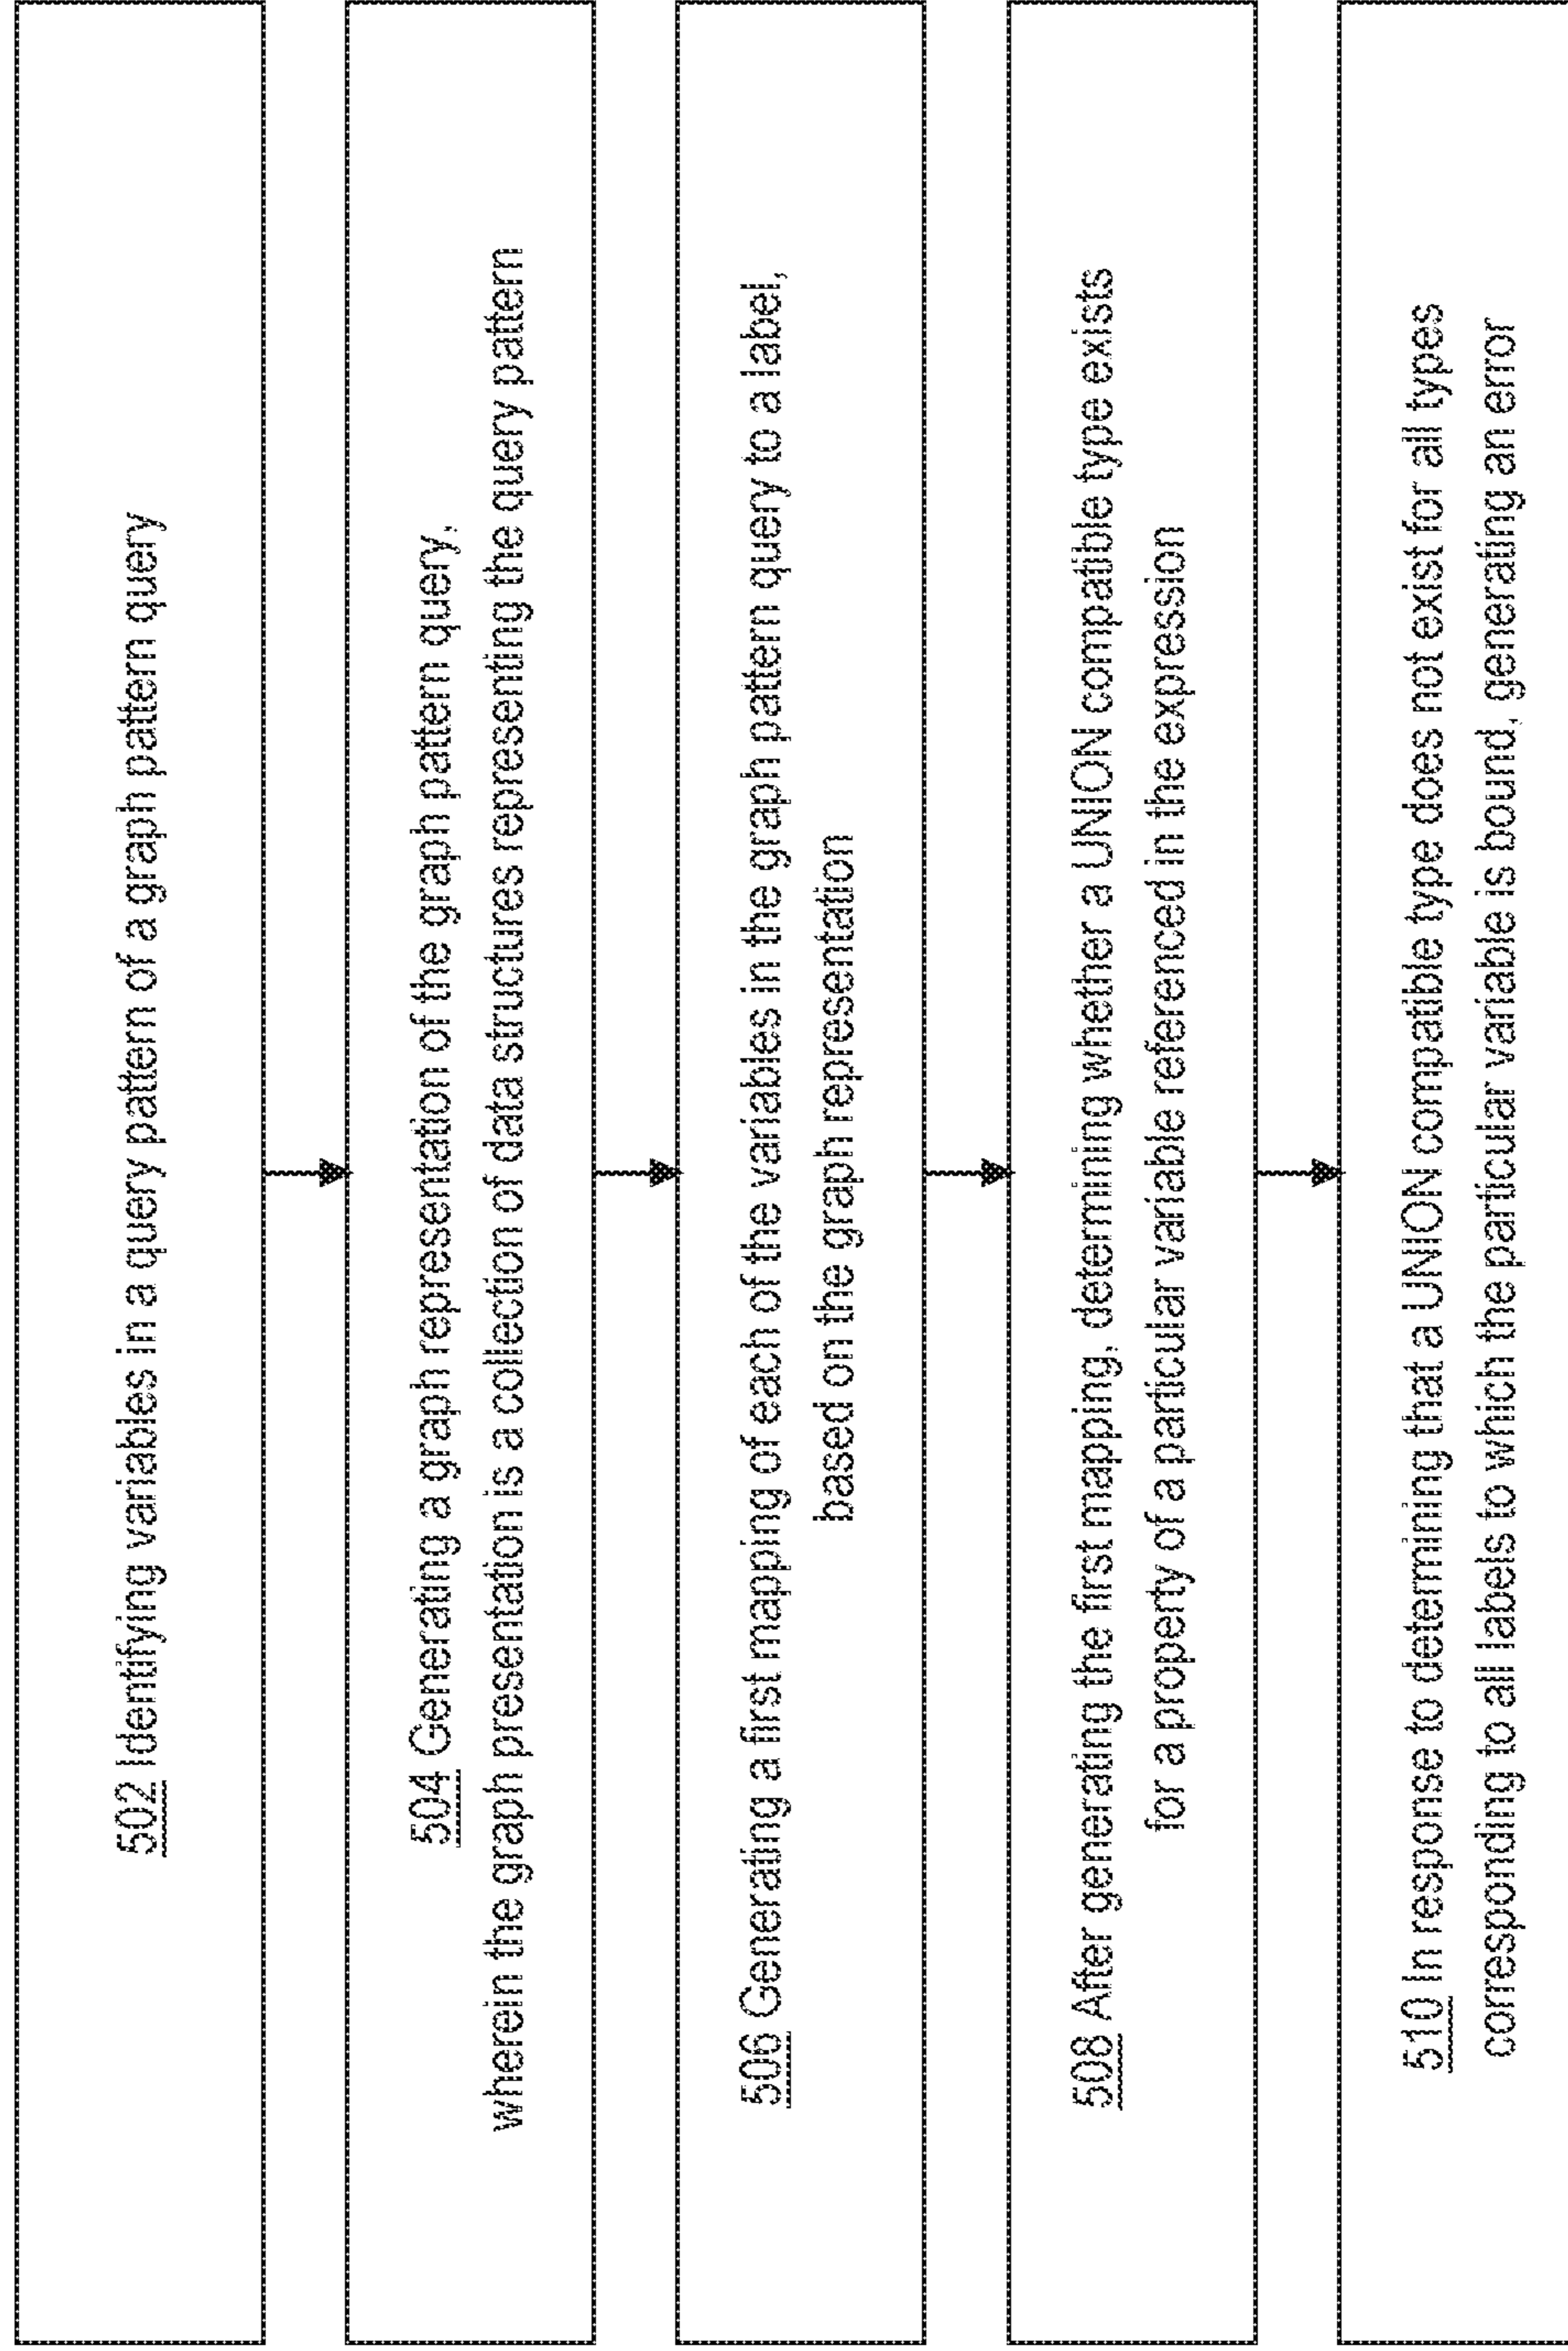 502 Identifying variables in a query pattern of a graph pattern query
504 Generating a graph representation of the graph pattern query,
wherein the graph presentation is a collection of data structures representing the query pattern
506 Generating a first mapping of each of the variables in the graph pattern query to a label,
based on the graph representation
508 After generating the first mapping, determining whether a UNION compatible type exists
for a property of a particular variable referenced in the expression
510 In response to determining that a UNION compatible type does not exist for all types
corresponding to all labels to which the particular variable is bound, generating an error